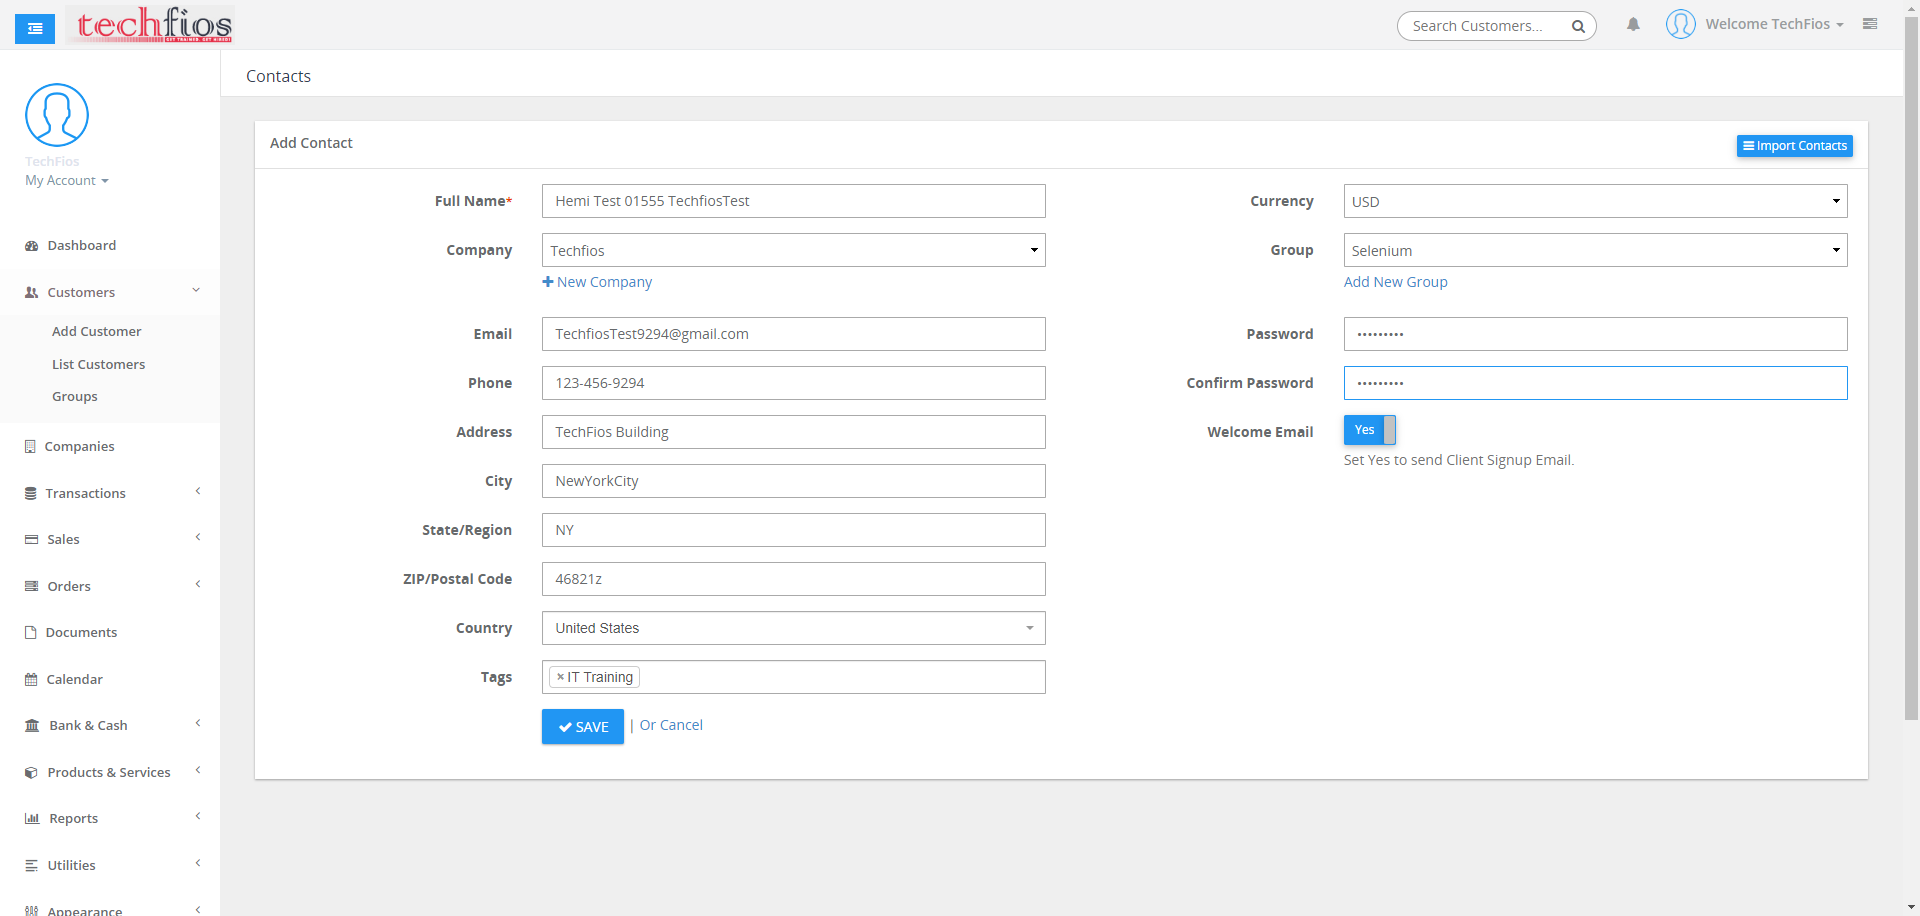 techfios
Search Customers...
Welcome TechFios
Contacts
TechFios
My Account
Dashboard
Customers
Add Customer
List Customers
Groups
Companies
Transactions
Sales
Orders
Documents
Calendar
Bank & Cash
Products & Services
Reports
Utilities
Appearance
Add Contact
Import Contacts
Full Name*
Hemi Test 01555 TechfiosTest
Company
Techfios
New Company
Email
TechfiosTest9294@gmail.com
Phone
123-456-9294
Address
TechFios Building
City
NewYorkCity
State/Region
NY
ZIP/Postal Code
46821z
Country
United States
Tags
× IT Training
SAVE | Or Cancel
Currency
USD
Group
Selenium
Add New Group
Password
•••••••••
Confirm Password
•••••••••
Welcome Email
Yes
Set Yes to send Client Signup Email.